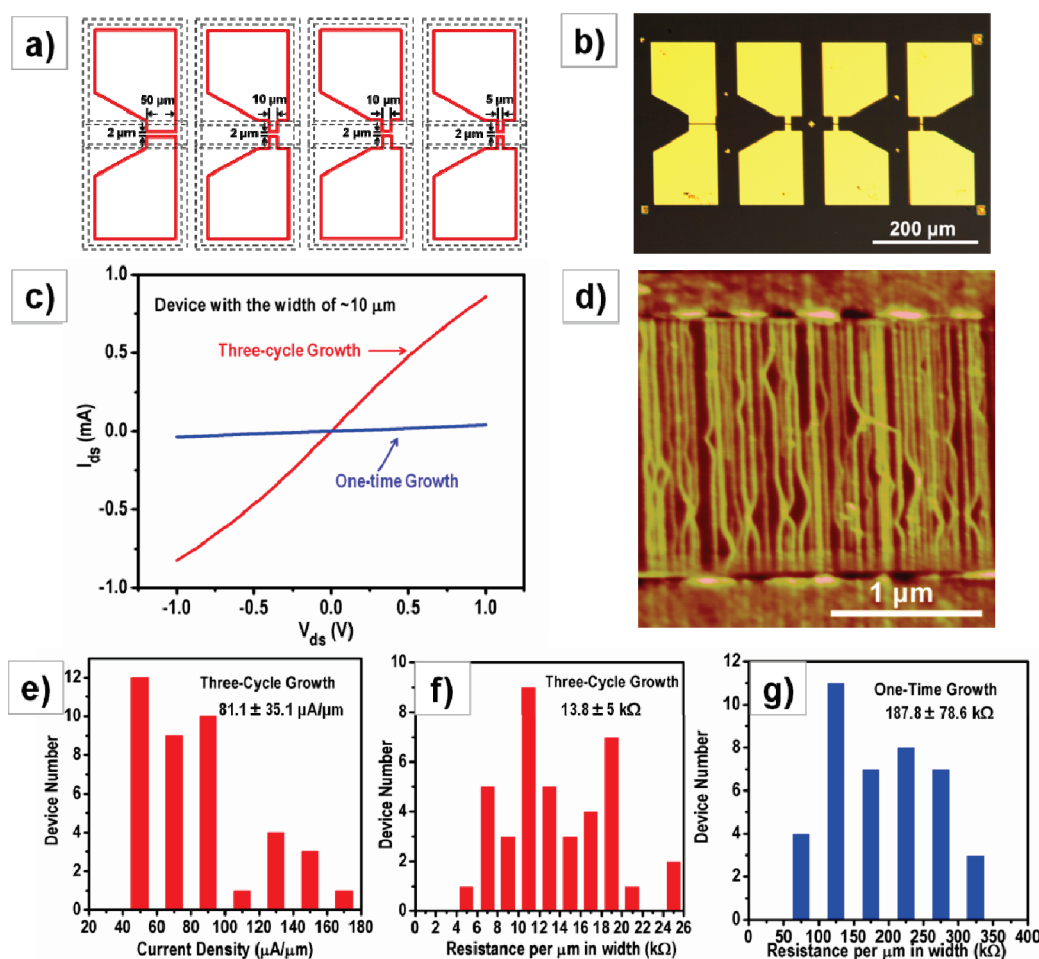 a)
50 µm
10 µm
10 µm
5 µm
2 µm
2 µm
2 µm
2 µm
b)
200 µm
c)
Device with the width of ~10 µm
Three-cycle Growth
One-time Growth
1.0
0.5
0.0
-0.5
-1.0
I_ds (mA)
-1.0 -0.5 0.0 0.5 1.0
V_ds (V)
d)
1 µm
e)
Three-Cycle Growth
81.1 ± 35.1 µA/µm
12
10
8
6
4
2
0
Device Number
20 40 60 80 100 120 140 160 180
Current Density (µA/µm)
f)
Three-Cycle Growth
13.8 ± 5 kΩ
10
8
6
4
2
0
Device Number
0 2 4 6 8 10 12 14 16 18 20 22 24 26
Resistance per µm in width (kΩ)
g)
One-Time Growth
187.8 ± 78.6 kΩ
12
10
8
6
4
2
0
Device Number
0 50 100 150 200 250 300 350 400
Resistance per µm in width (kΩ)